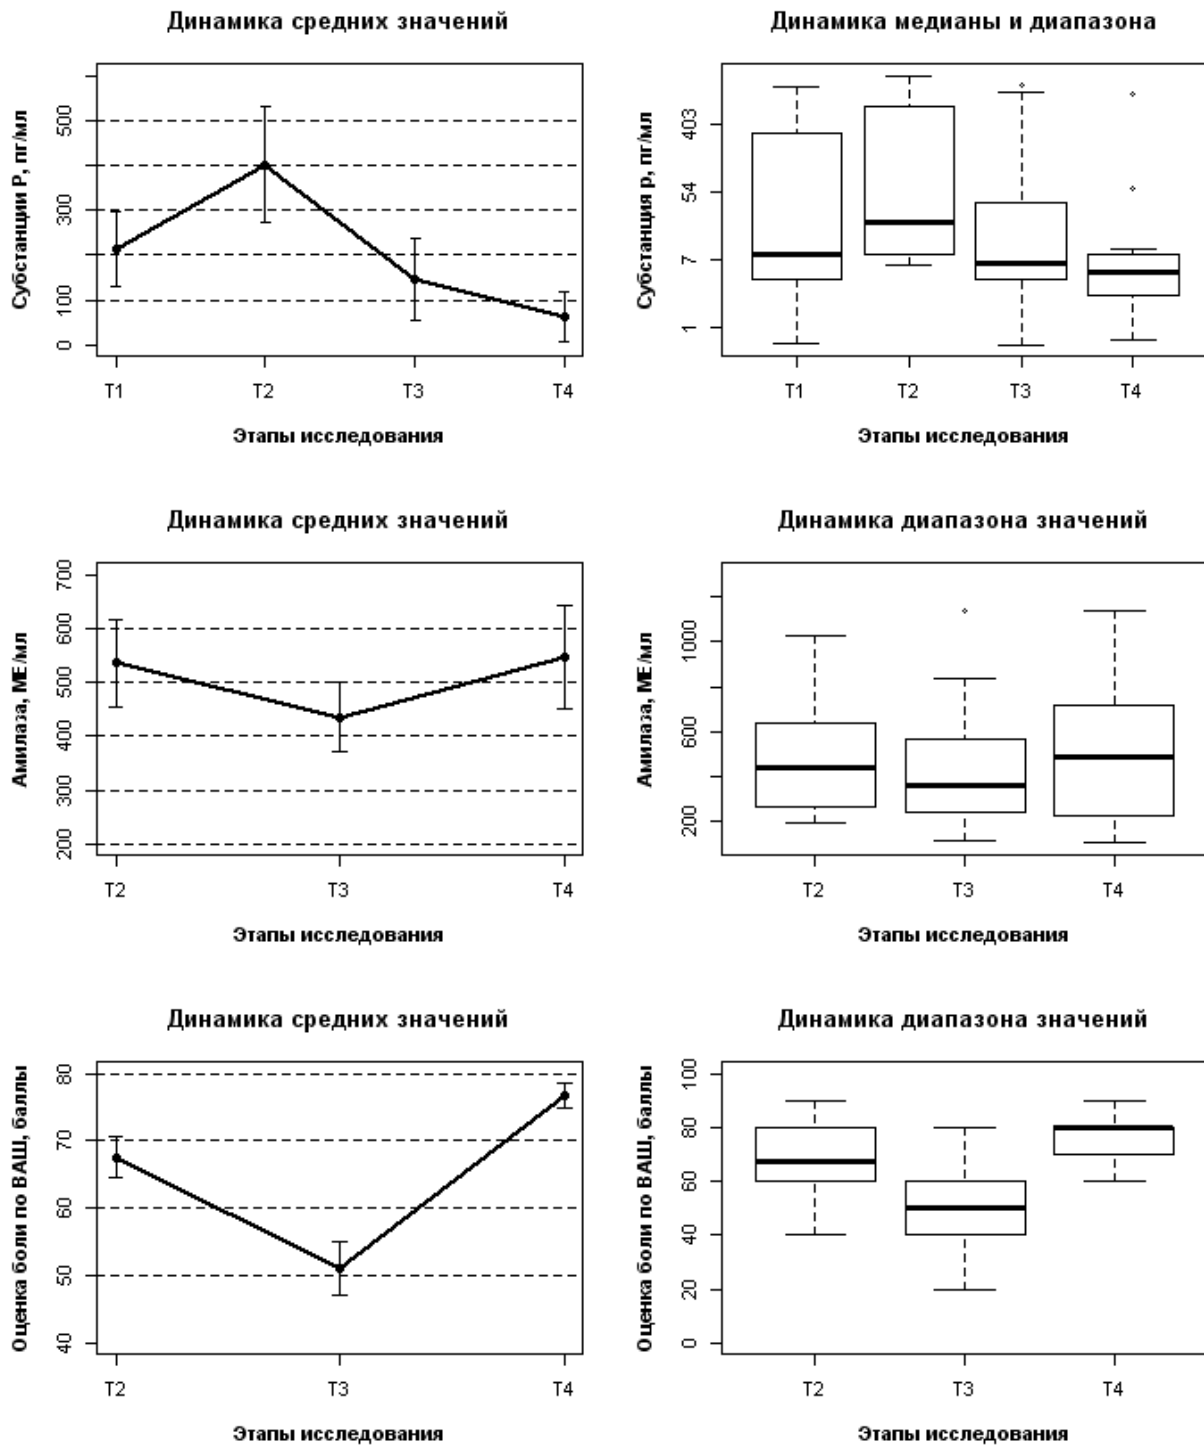 Динамика средних значений
Субстанции Р, пг/мл
500
300
100
0
T1 T2 T3 T4
Этапы исследования
Динамика медианы и диапазона
Субстанция р, пг/мл
403
54
7
1
T1 T2 T3 T4
Этапы исследования
Динамика средних значений
Амилаза, МЕ/мл
700
600
500
400
300
200
T2 T3 T4
Этапы исследования
Динамика диапазона значений
Амилаза, МЕ/мл
1000
600
200
T2 T3 T4
Этапы исследования
Динамика средних значений
Оценка боли по ВАШ, баллы
80
70
60
50
40
T2 T3 T4
Этапы исследования
Динамика диапазона значений
Оценка боли по ВАШ, баллы
100
80
60
40
20
0
T2 T3 T4
Этапы исследования